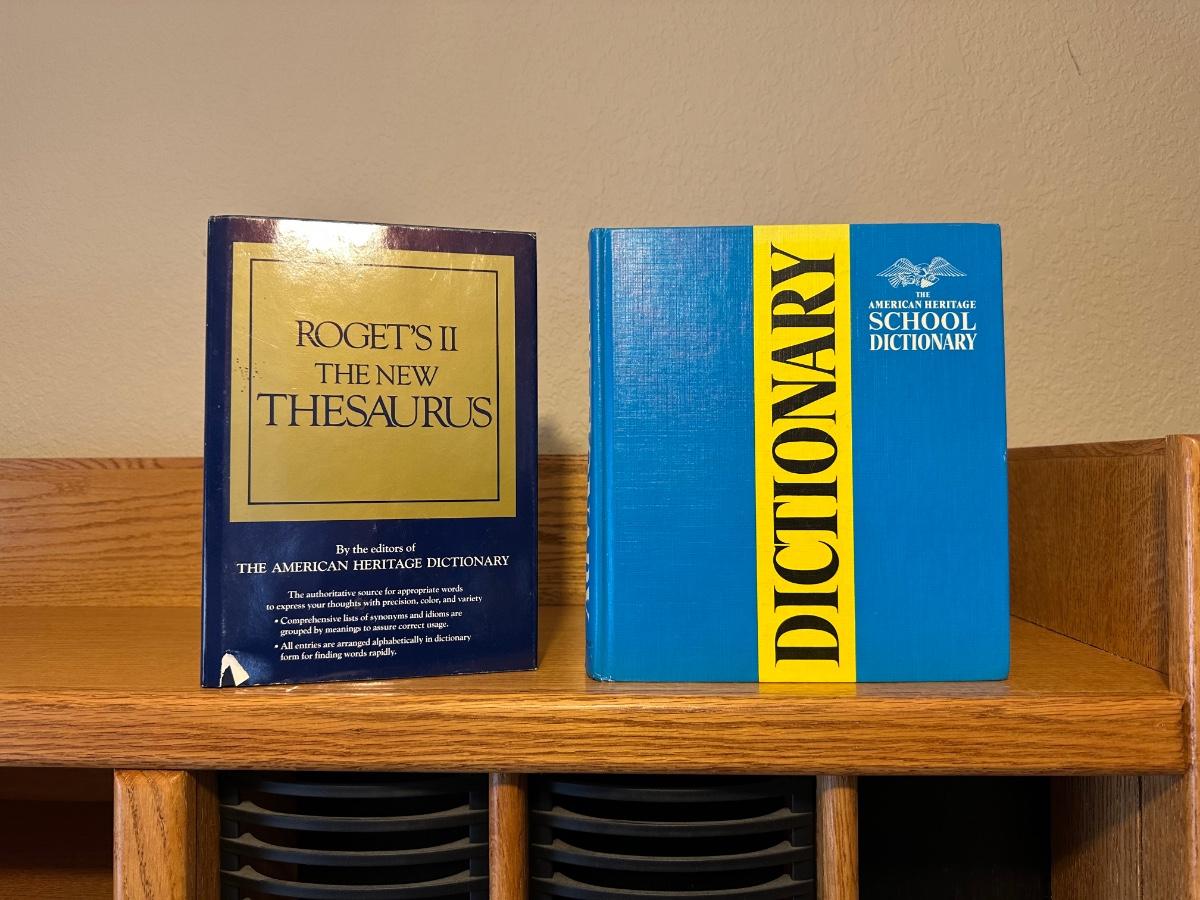 ROGET'S II
THE NEW
THESAURUS
By the editors of
THE AMERICAN HERITAGE DICTIONARY
The authoritative source for appropriate words
to express your thoughts with precision, color, and variety
• Comprehensive lists of synonyms and idioms are
grouped by meanings to assure correct usage.
• All entries are arranged alphabetically in dictionary
form for finding words rapidly.
DICTIONARY
THE
AMERICAN HERITAGE
SCHOOL
DICTIONARY